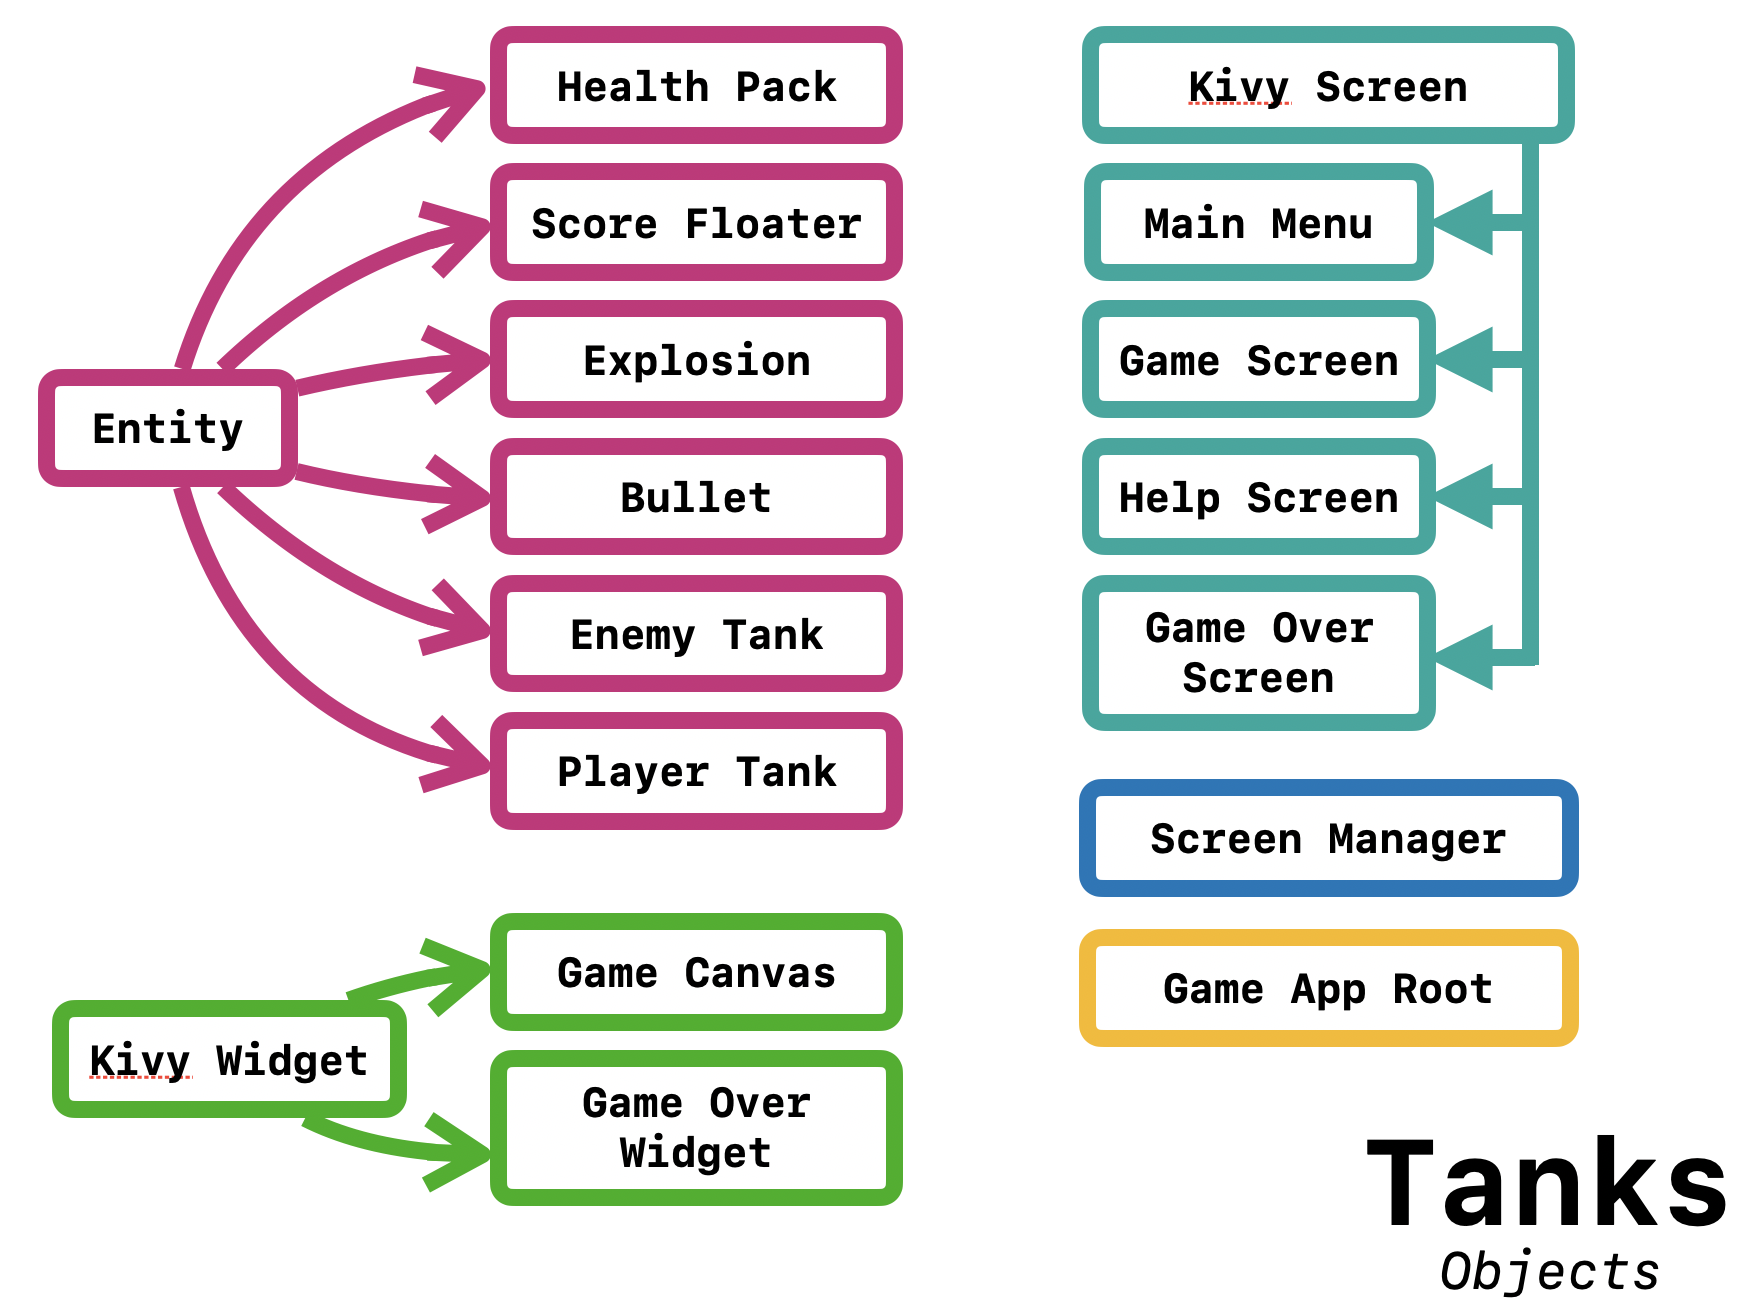 Health Pack
Score Floater
Explosion
Entity
Bullet
Enemy Tank
Player Tank
Kivy Widget
Game Canvas
Game Over
Widget
Kivy Screen
Main Menu
Game Screen
Help Screen
Game Over
Screen
Screen Manager
Game App Root
Tanks
Objects